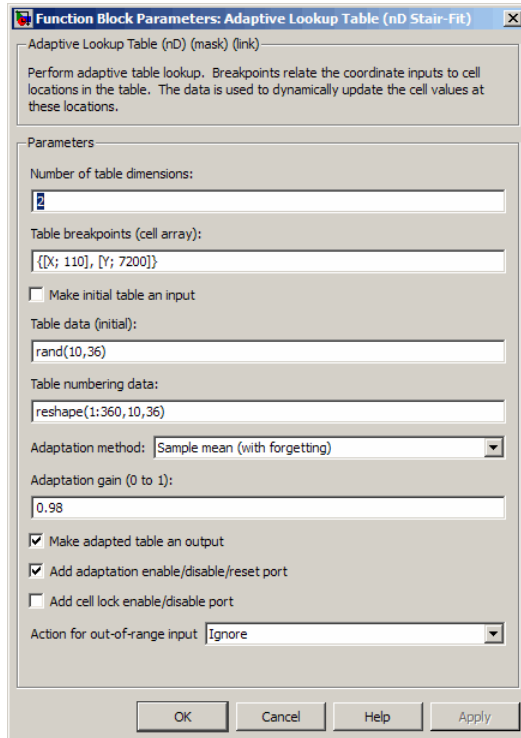 Function Block Parameters: Adaptive Lookup Table (nD Stair-Fit)
Adaptive Lookup Table (nD) (mask) (link)
Perform adaptive table lookup. Breakpoints relate the coordinate inputs to cell
locations in the table. The data is used to dynamically update the cell values at
these locations.
Parameters
Number of table dimensions:
2
Table breakpoints (cell array):
{[X; 110], [Y; 7200]}
Make initial table an input
Table data (initial):
rand(10,36)
Table numbering data:
reshape(1:360,10,36)
Adaptation method: Sample mean (with forgetting)
Adaptation gain (0 to 1):
0.98
Make adapted table an output
Add adaptation enable/disable/reset port
Add cell lock enable/disable port
Action for out-of-range input Ignore
OK Cancel Help Apply